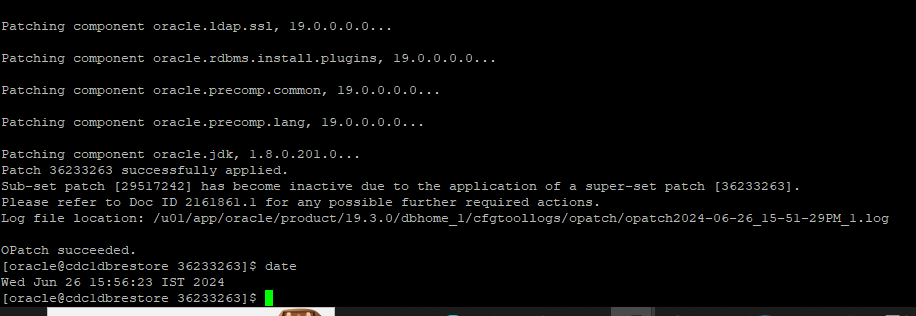 Patching component oracle.ldap.ssl, 19.0.0.0.0...
Patching component oracle.rdbms.install.plugins, 19.0.0.0.0...
Patching component oracle.precomp.common, 19.0.0.0.0...
Patching component oracle.precomp.lang, 19.0.0.0.0...
Patching component oracle.jdk, 1.8.0.201.0...
Patch 36233263 successfully applied.
Sub-set patch [29517242] has become inactive due to the application of a super-set patch [36233263].
Please refer to Doc ID 2161861.1 for any possible further required actions.
Log file location: /u01/app/oracle/product/19.3.0/dbhome_1/cfgtoollogs/opatch/opatch2024-06-26_15-51-29PM_1.log
OPatch succeeded.
[oracle@cdcldbrestore 36233263]$ date
Wed Jun 26 15:56:23 IST 2024
[oracle@cdcldbrestore 36233263]$